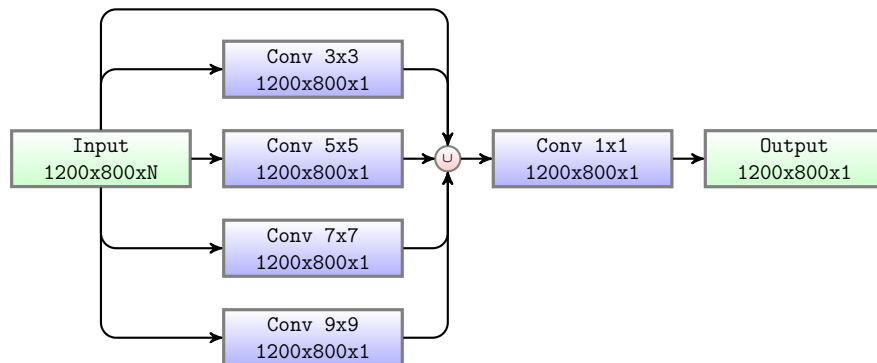 Input
1200x800xN
Conv 3x3
1200x800x1
Conv 5x5
1200x800x1
Conv 7x7
1200x800x1
Conv 9x9
1200x800x1
∪
Conv 1x1
1200x800x1
Output
1200x800x1